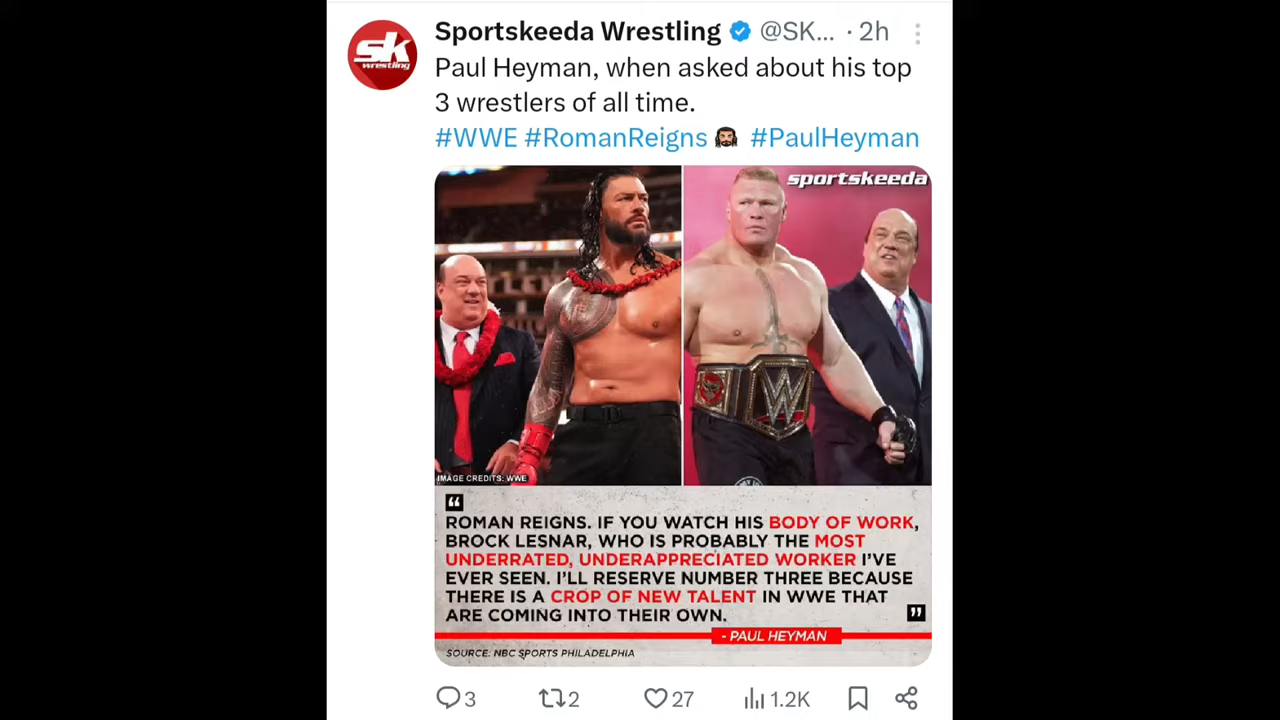 sk
wrestling
Sportskeeda Wrestling @SK... · 2h
Paul Heyman, when asked about his top
3 wrestlers of all time.
#WWE #RomanReigns #PaulHeyman
sportskeeda
IMAGE CREDITS: WWE
“
ROMAN REIGNS. IF YOU WATCH HIS BODY OF WORK,
BROCK LESNAR, WHO IS PROBABLY THE MOST
UNDERRATED, UNDERAPPRECIATED WORKER I'VE
EVER SEEN. I'LL RESERVE NUMBER THREE BECAUSE
THERE IS A CROP OF NEW TALENT IN WWE THAT
ARE COMING INTO THEIR OWN.
”
- PAUL HEYMAN
SOURCE: NBC SPORTS PHILADELPHIA
3 2 27 1.2K